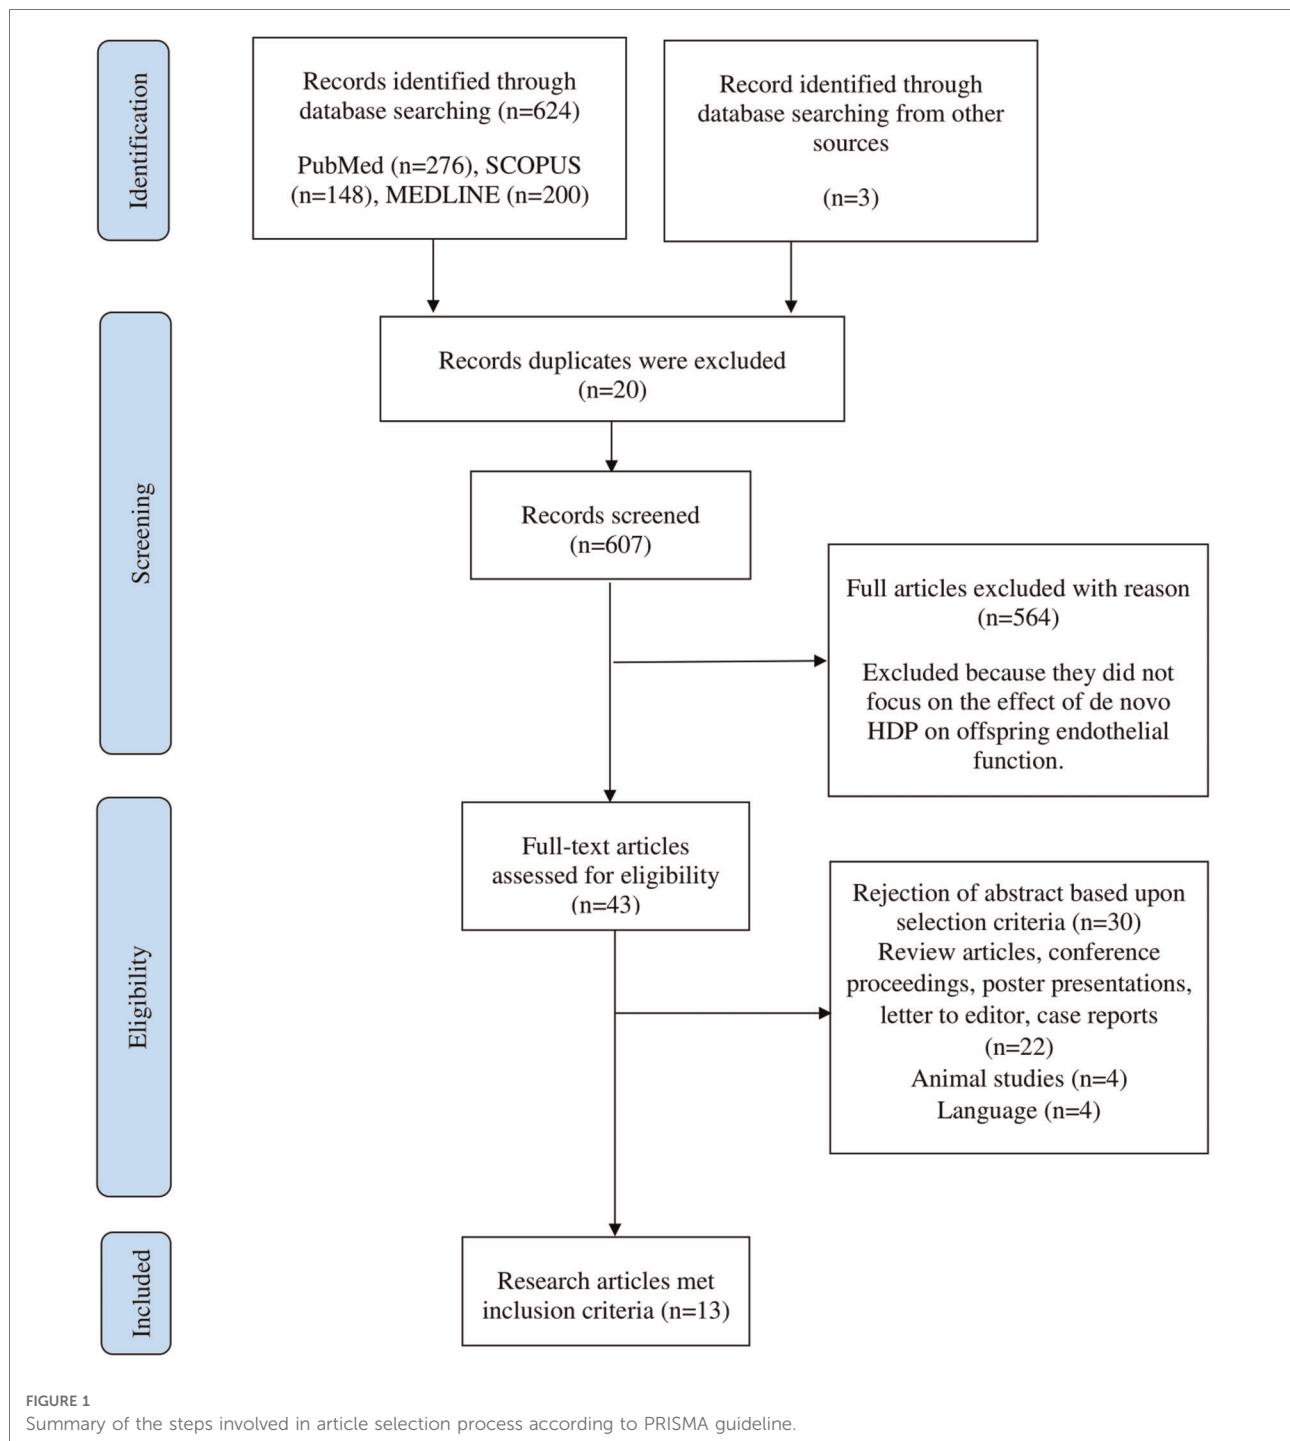 Identification
Records identified through
database searching (n=624)
PubMed (n=276), SCOPUS
(n=148), MEDLINE (n=200)
Record identified through
database searching from other
sources
(n=3)
Screening
Records duplicates were excluded
(n=20)
Records screened
(n=607)
Full articles excluded with reason
(n=564)
Excluded because they did not
focus on the effect of de novo
HDP on offspring endothelial
function.
Eligibility
Full-text articles
assessed for eligibility
(n=43)
Rejection of abstract based upon
selection criteria (n=30)
Review articles, conference
proceedings, poster presentations,
letter to editor, case reports
(n=22)
Animal studies (n=4)
Language (n=4)
Included
Research articles met
inclusion criteria (n=13)
FIGURE 1
Summary of the steps involved in article selection process according to PRISMA guideline.